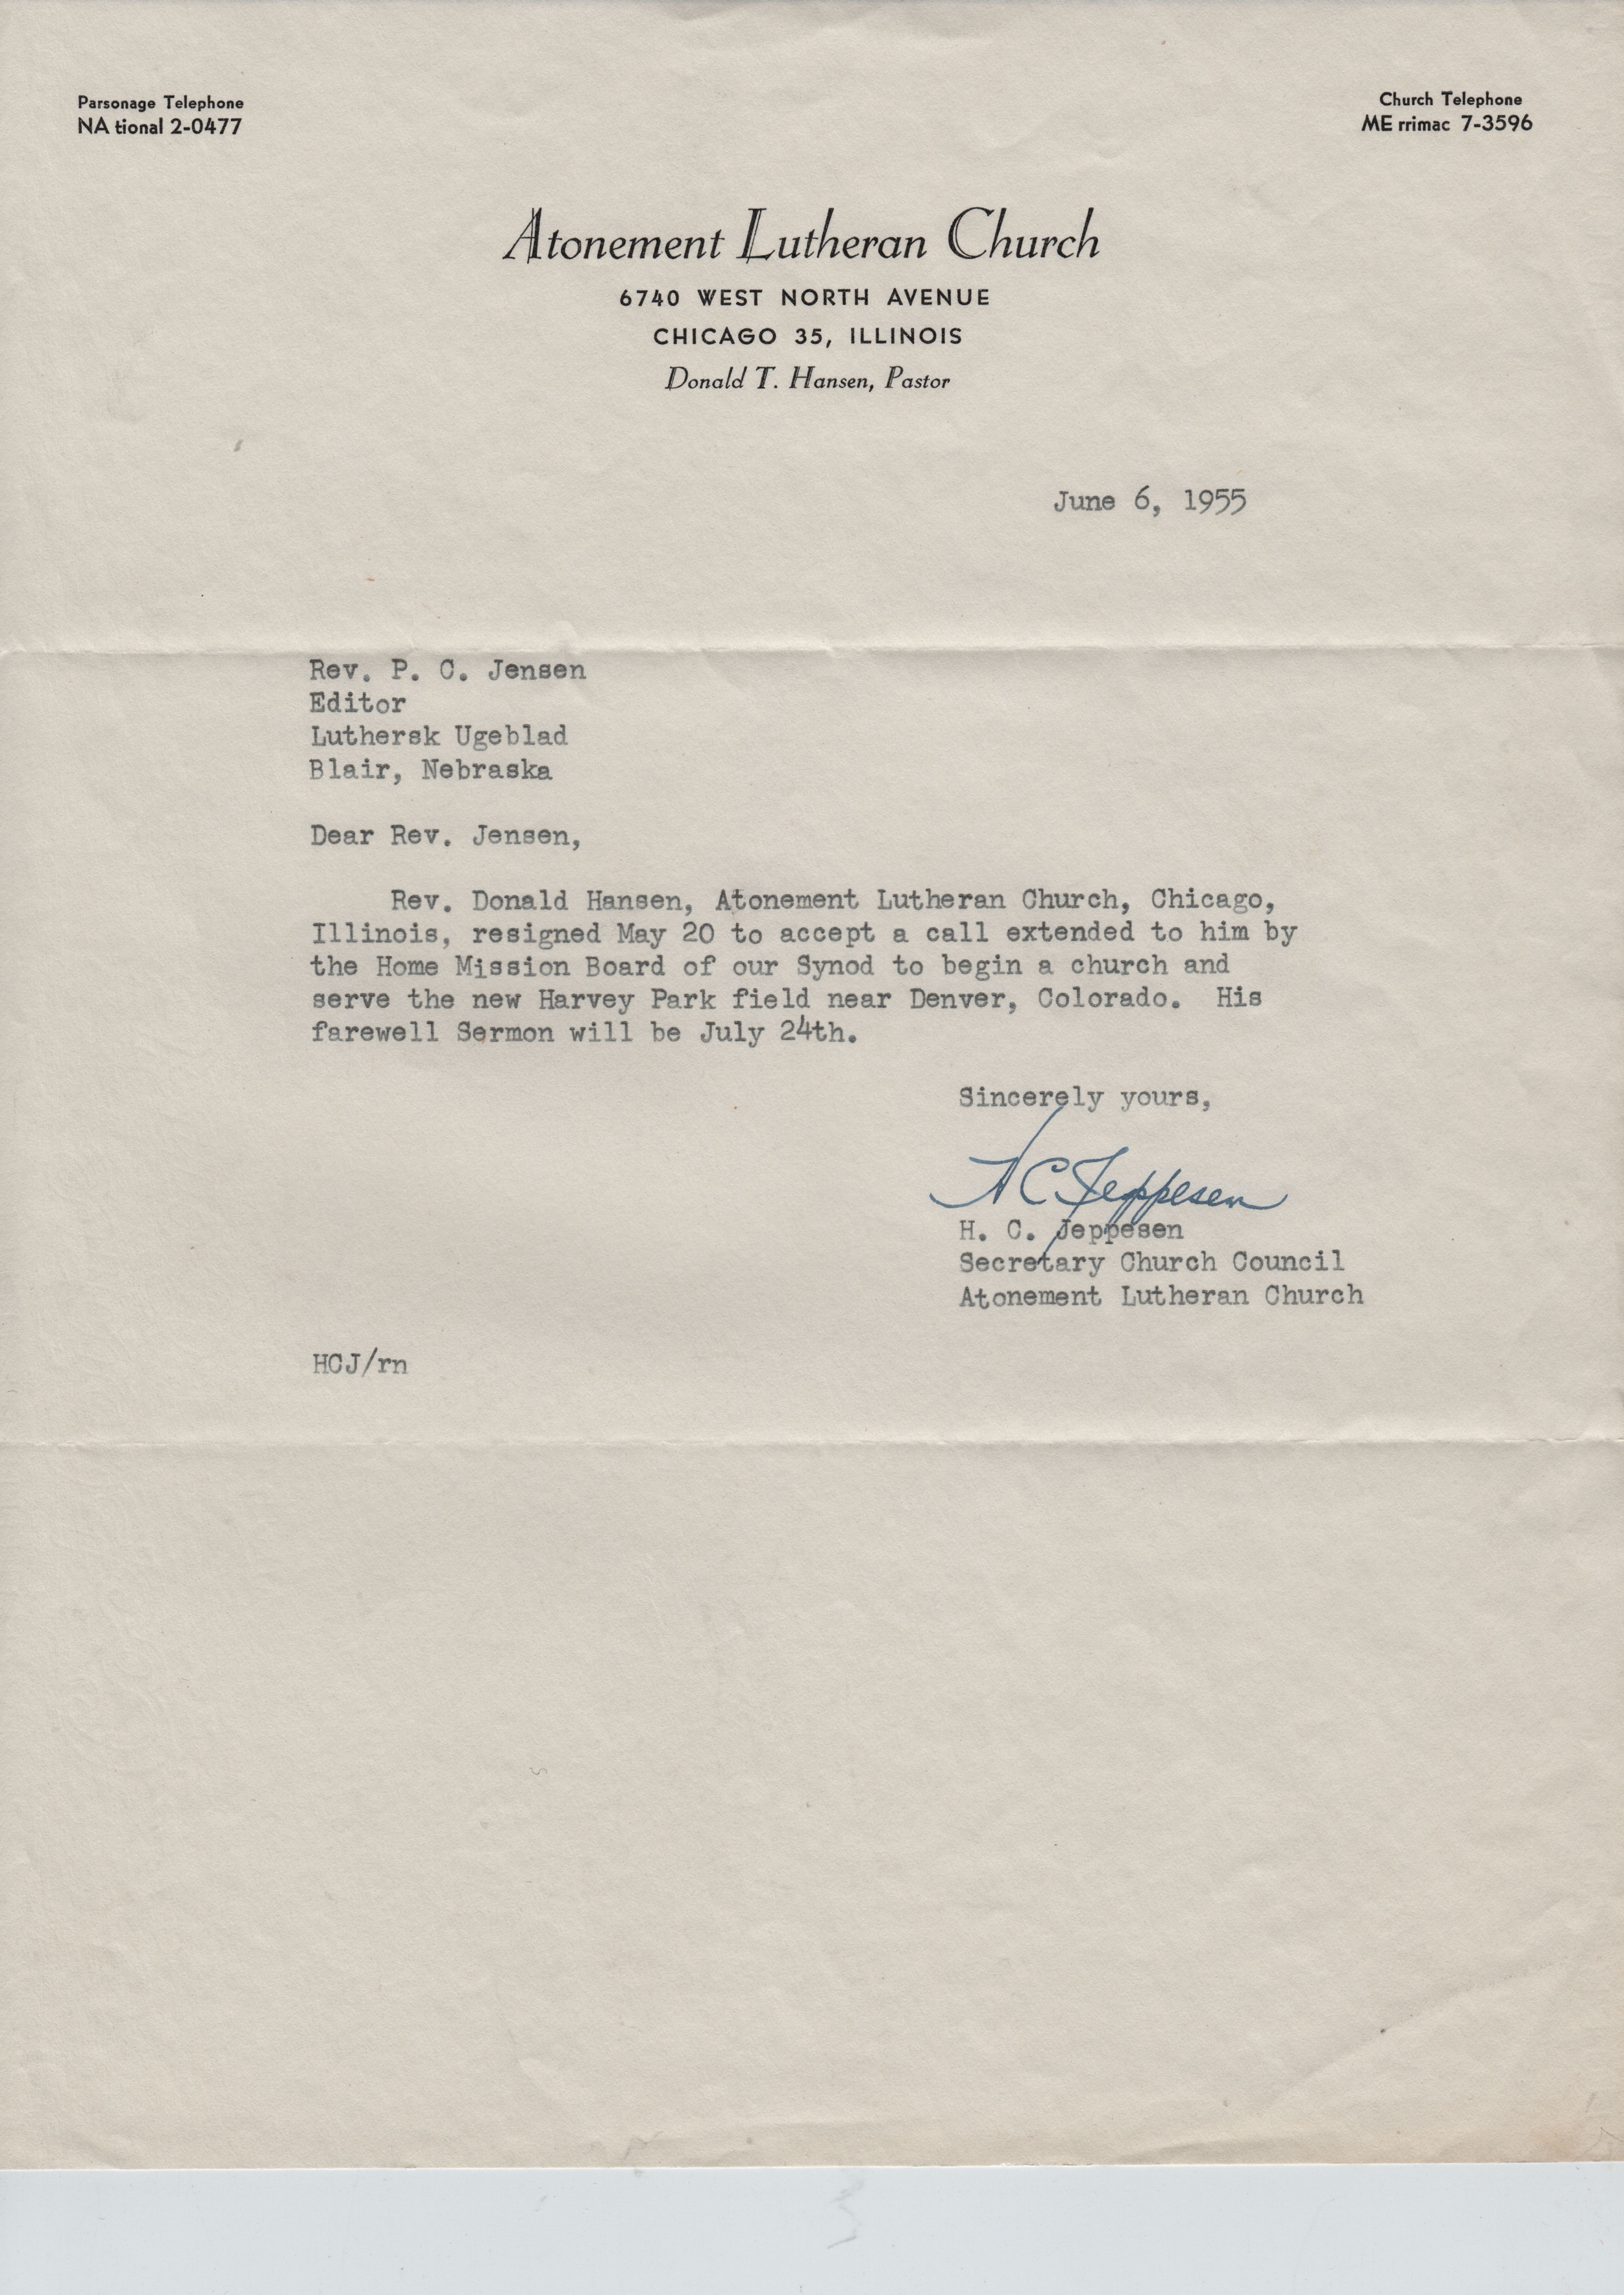 Parsonage Telephone
NA tional 2-0477
Church Telephone
ME rrimac 7-3596
Atonement Lutheran Church
6740 WEST NORTH AVENUE
CHICAGO 35, ILLINOIS
Donald T. Hansen, Pastor
June 6, 1955
Rev. P. C. Jensen
Editor
Luthersk Ugeblad
Blair, Nebraska
Dear Rev. Jensen,
Rev. Donald Hansen, Atonement Lutheran Church, Chicago,
Illinois, resigned May 20 to accept a call extended to him by
the Home Mission Board of our Synod to begin a church and
serve the new Harvey Park field near Denver, Colorado. His
farewell Sermon will be July 24th.
Sincerely yours,
H C Jeppesen
H. C. Jeppesen
Secretary Church Council
Atonement Lutheran Church
HCJ/rn